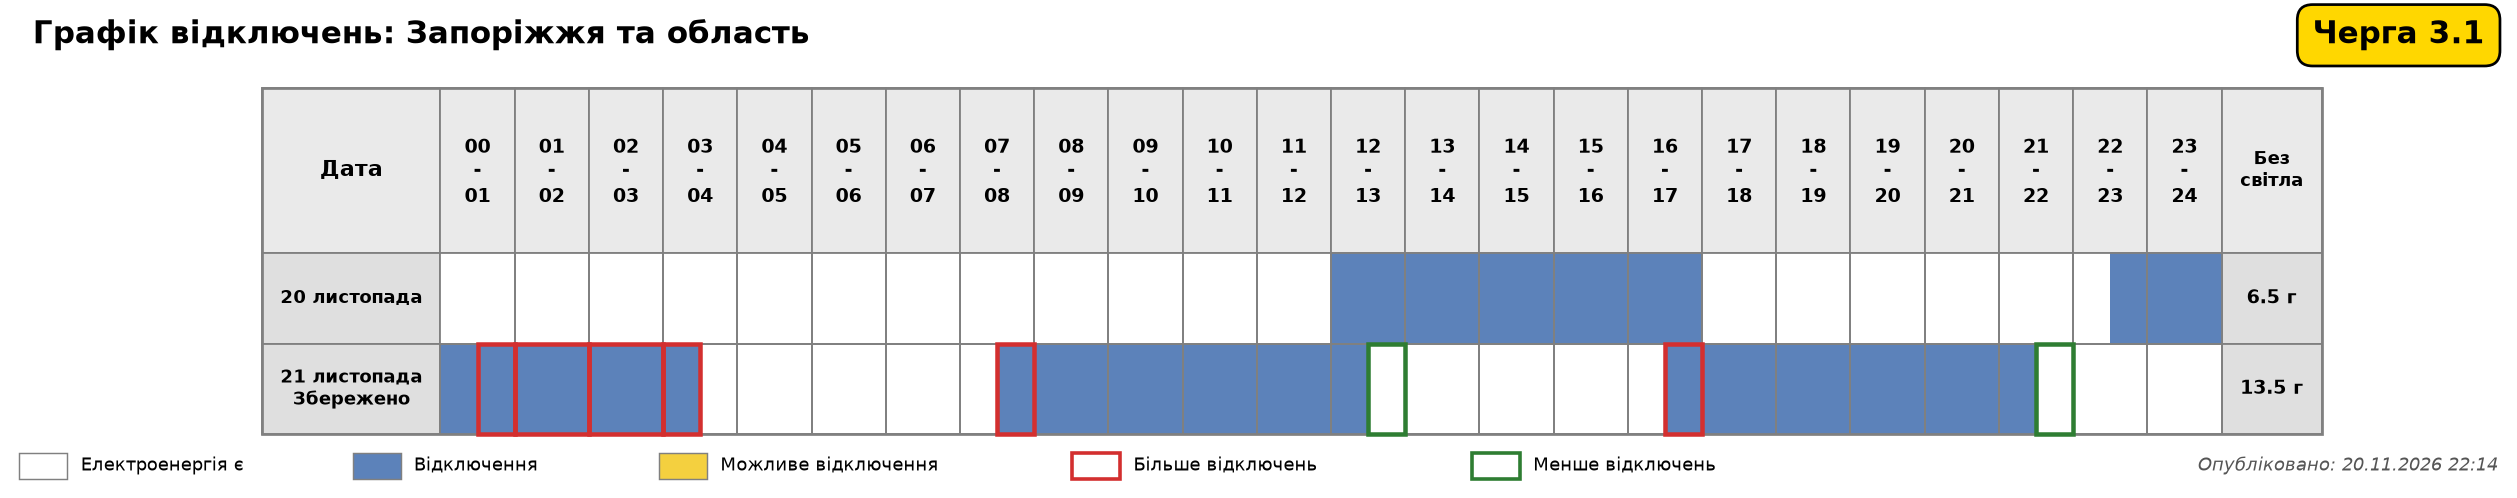 Графік відключень: Запоріжжя та область
Черга 3.1
Дата
00 - 01
01 - 02
02 - 03
03 - 04
04 - 05
05 - 06
06 - 07
07 - 08
08 - 09
09 - 10
10 - 11
11 - 12
12 - 13
13 - 14
14 - 15
15 - 16
16 - 17
17 - 18
18 - 19
19 - 20
20 - 21
21 - 22
22 - 23
23 - 24
Без
світла
20 листопада
6.5 г
21 листопада
Збережено
13.5 г
Електроенергія є
Відключення
Можливе відключення
Більше відключень
Менше відключень
Опубліковано: 20.11.2026 22:14